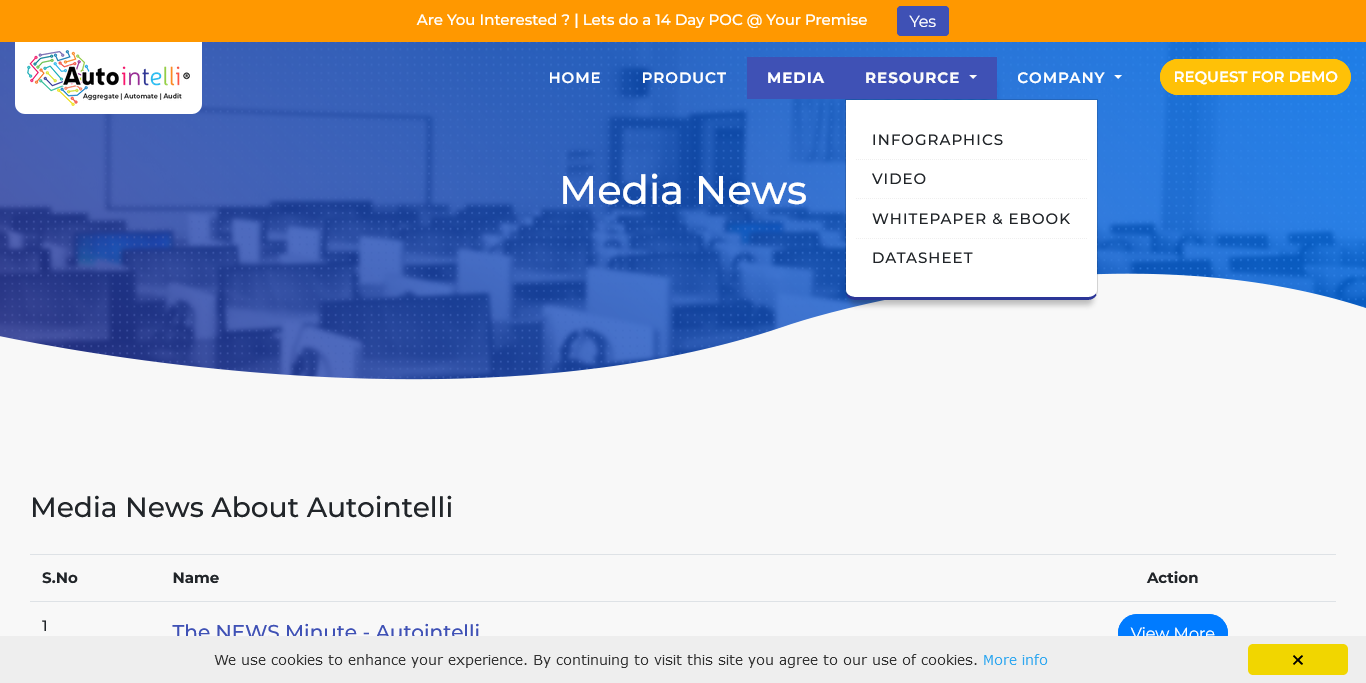 Are You Interested ? | Lets do a 14 Day POC @ Your Premise
Yes
Autointelli®
Aggregate | Automate | Audit
HOME
PRODUCT
MEDIA
RESOURCE
COMPANY
REQUEST FOR DEMO
INFOGRAPHICS
VIDEO
WHITEPAPER & EBOOK
DATASHEET
Media News
Media News About Autointelli
S.No
Name
Action
1
The NEWS Minute - Autointelli
View More
We use cookies to enhance your experience. By continuing to visit this site you agree to our use of cookies. More info
×